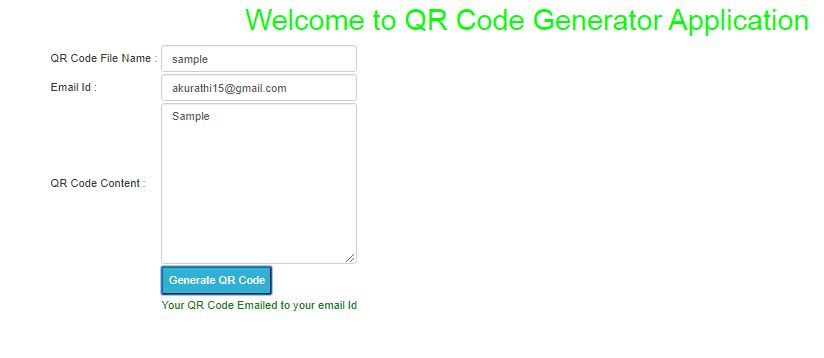 Welcome to QR Code Generator Application
QR Code File Name : sample
Email Id : akurathi15@gmail.com
Sample
QR Code Content :
Generate QR Code
Your QR Code Emailed to your email Id